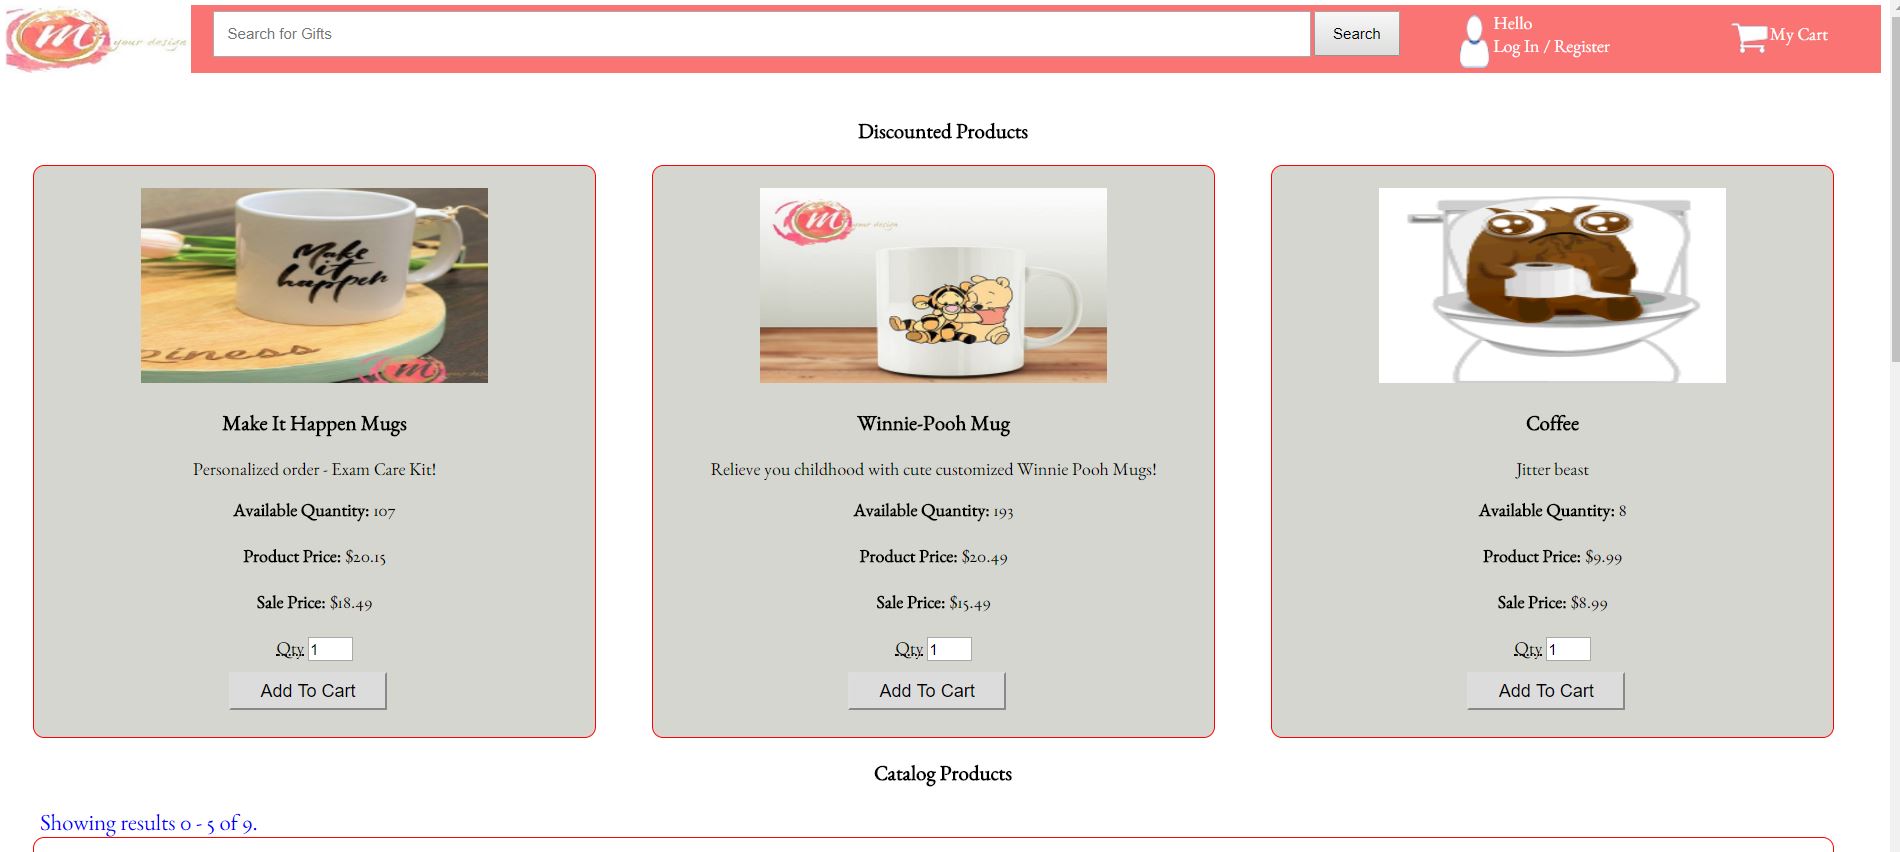 m your design
Search for Gifts
Search
Hello
Log In / Register
My Cart
Discounted Products
Make
it
happen
piness
m your design
Make It Happen Mugs
Personalized order - Exam Care Kit!
Available Quantity: 107
Product Price: $20.15
Sale Price: $18.49
Qty 1
Add To Cart
m your design
Winnie-Pooh Mug
Relieve you childhood with cute customized Winnie Pooh Mugs!
Available Quantity: 193
Product Price: $20.49
Sale Price: $15.49
Qty 1
Add To Cart
Coffee
Jitter beast
Available Quantity: 8
Product Price: $9.99
Sale Price: $8.99
Qty 1
Add To Cart
Catalog Products
Showing results 0 - 5 of 9.